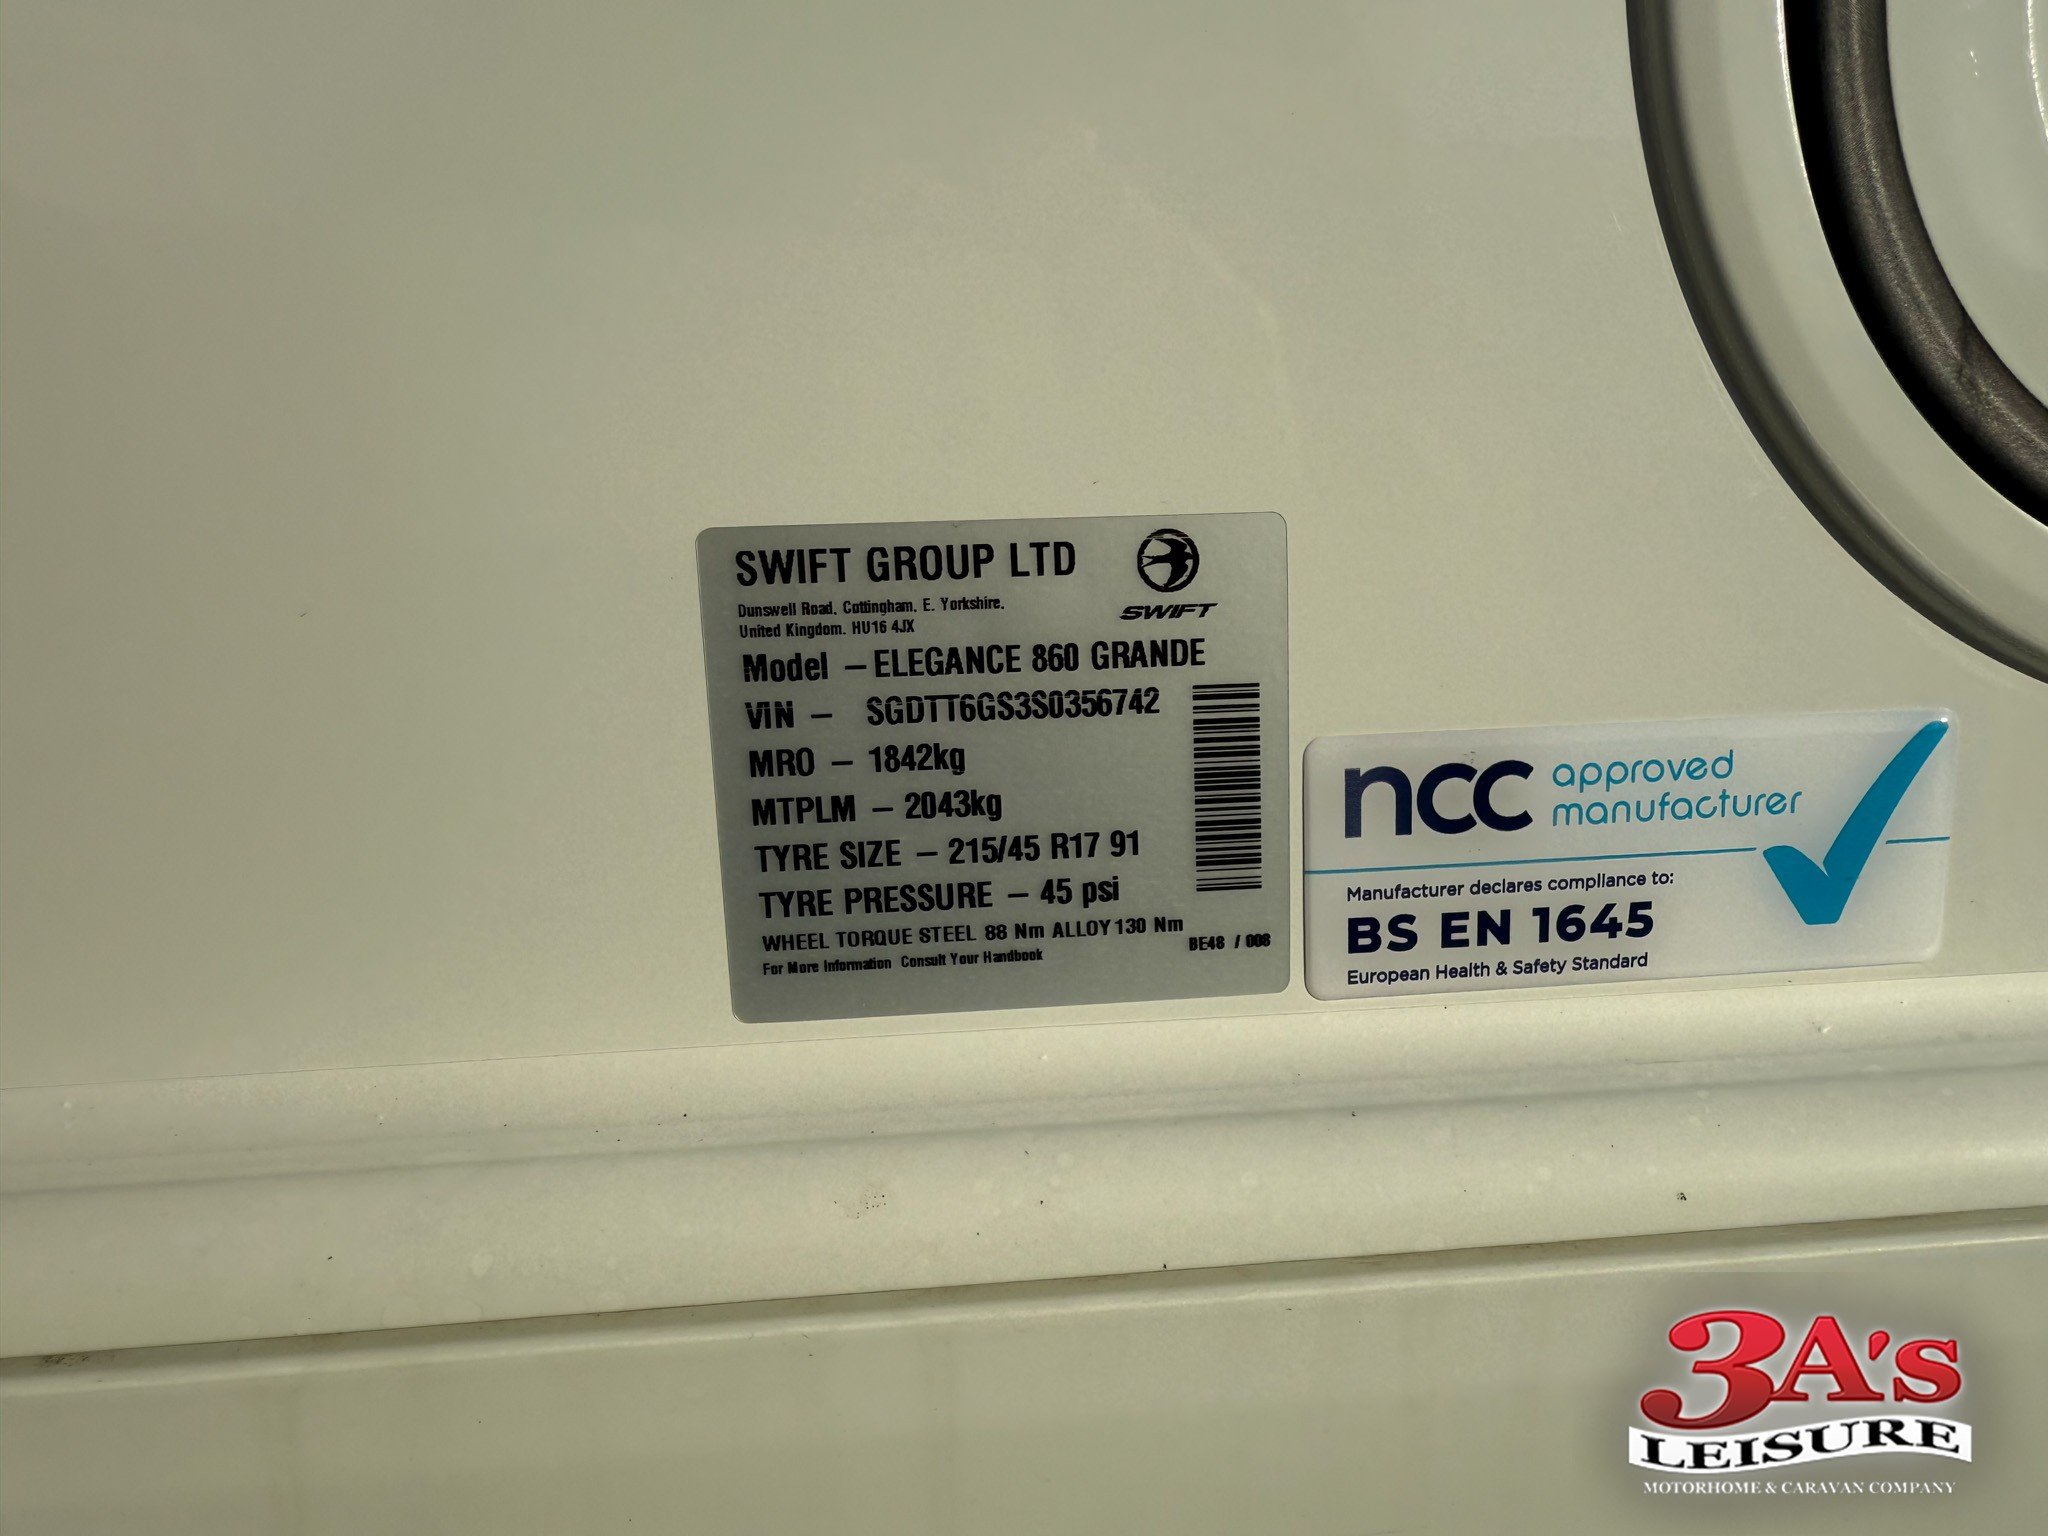 SWIFT GROUP LTD
Dunswell Road, Cottingham, E. Yorkshire,
United Kingdom. HU16 4JX
SWIFT
Model – ELEGANCE 860 GRANDE
VIN – SGDTT6GS3S0356742
MRO – 1842kg
MTPLM – 2043kg
TYRE SIZE – 215/45 R17 91
TYRE PRESSURE – 45 psi
WHEEL TORQUE STEEL 88 Nm ALLOY 130 Nm
For More Information Consult Your Handbook
BE48 / 006
ncc approved
manufacturer
Manufacturer declares compliance to:
BS EN 1645
European Health & Safety Standard
3A's
LEISURE
MOTORHOME & CARAVAN COMPANY